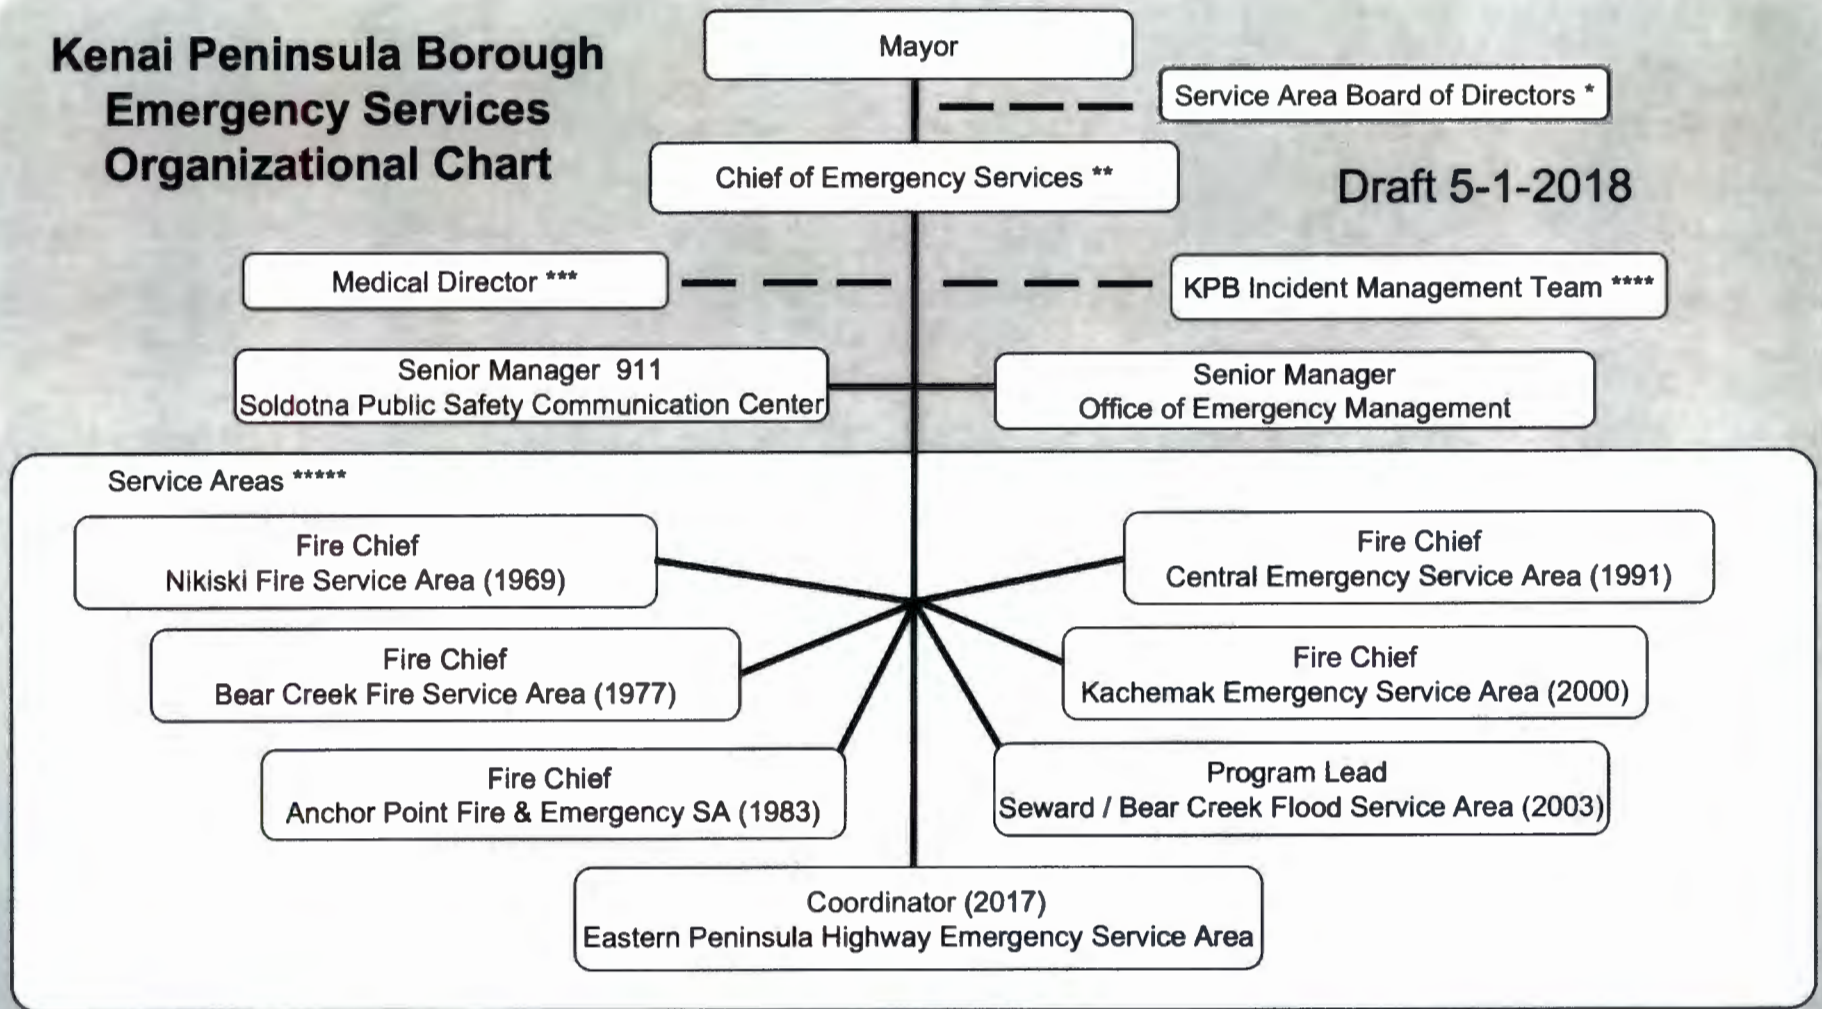 Kenai Peninsula Borough
Emergency Services
Organizational Chart
Mayor
Service Area Board of Directors *
Chief of Emergency Services **
Draft 5-1-2018
Medical Director ***
KPB Incident Management Team ****
Senior Manager 911
Soldotna Public Safety Communication Center
Senior Manager
Office of Emergency Management
Service Areas *****
Fire Chief
Nikiski Fire Service Area (1969)
Fire Chief
Central Emergency Service Area (1991)
Fire Chief
Bear Creek Fire Service Area (1977)
Fire Chief
Kachemak Emergency Service Area (2000)
Fire Chief
Anchor Point Fire & Emergency SA (1983)
Program Lead
Seward / Bear Creek Flood Service Area (2003)
Coordinator (2017)
Eastern Peninsula Highway Emergency Service Area